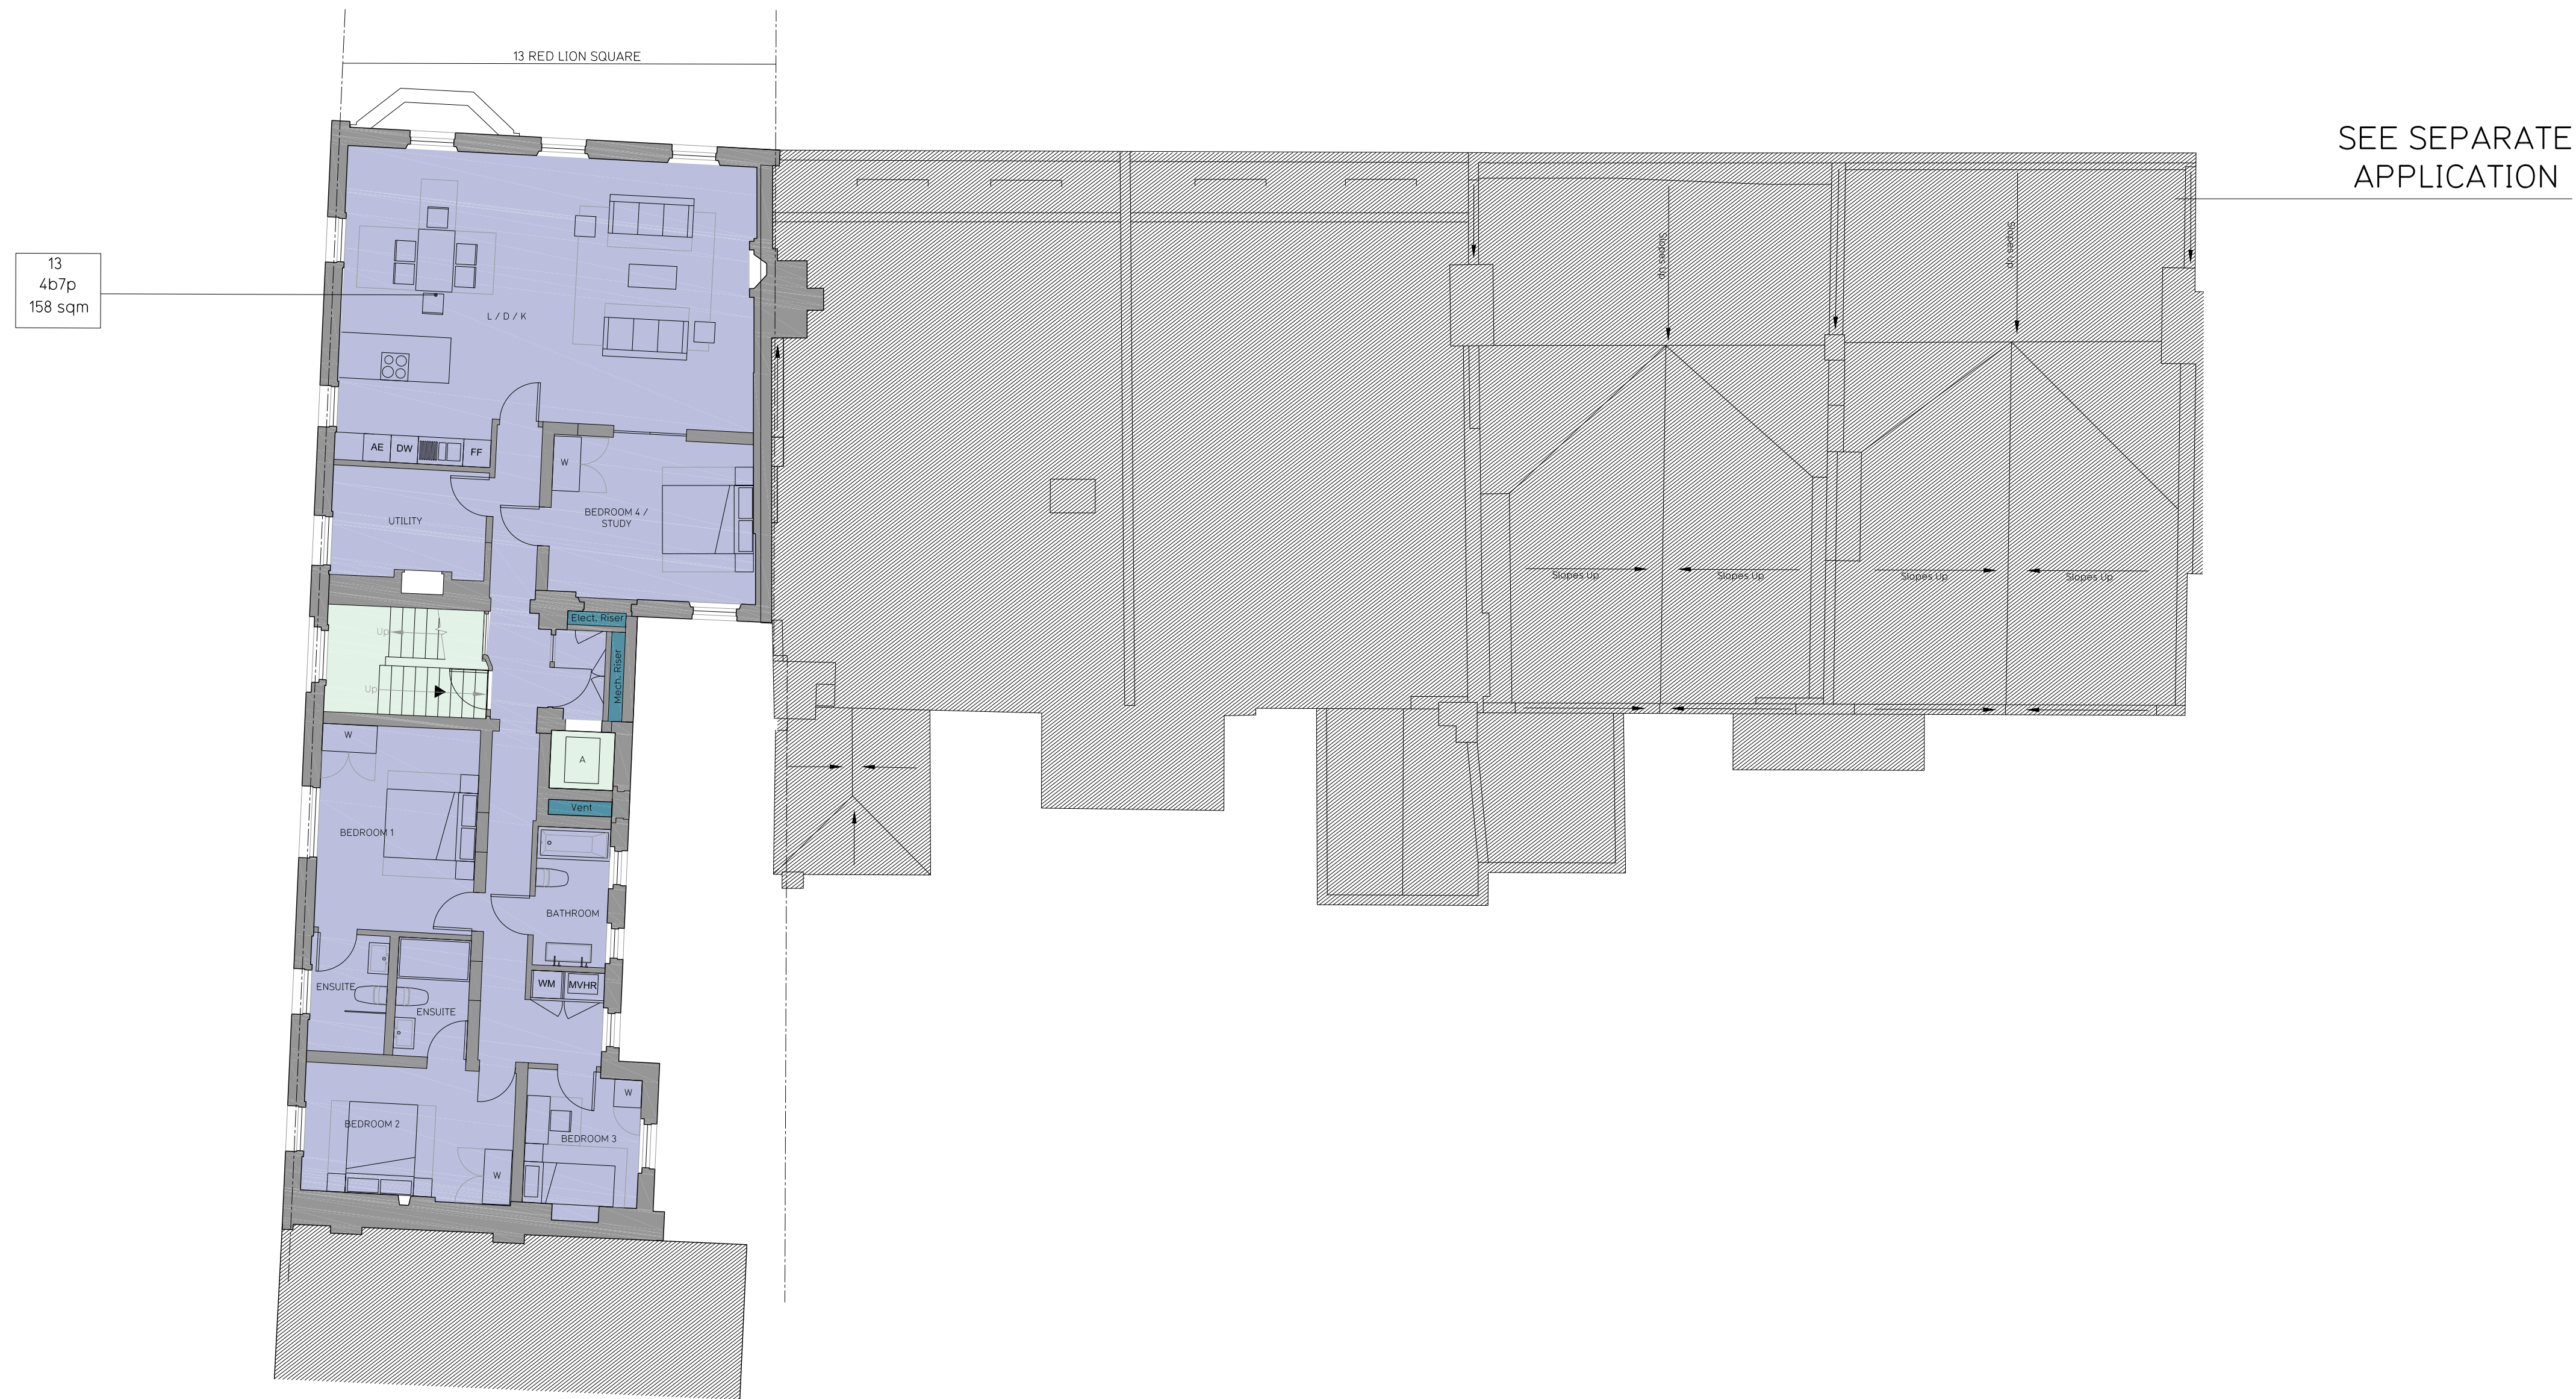 13 RED LION SQUARE
SEE SEPARATE
APPLICATION
13
4b7p
158 sqm
L / D / K
AE
DW
FF
W
UTILITY
BEDROOM 4 /
STUDY
Slopes Up
Slopes Up
Slopes Up
Slopes Up
Slopes Up
Slopes Up
Up
Up
Elect. Riser
Mech. Riser
W
A
Vent
BEDROOM 1
BATHROOM
ENSUITE
ENSUITE
WM
MVHR
BEDROOM 2
W
W
BEDROOM 3